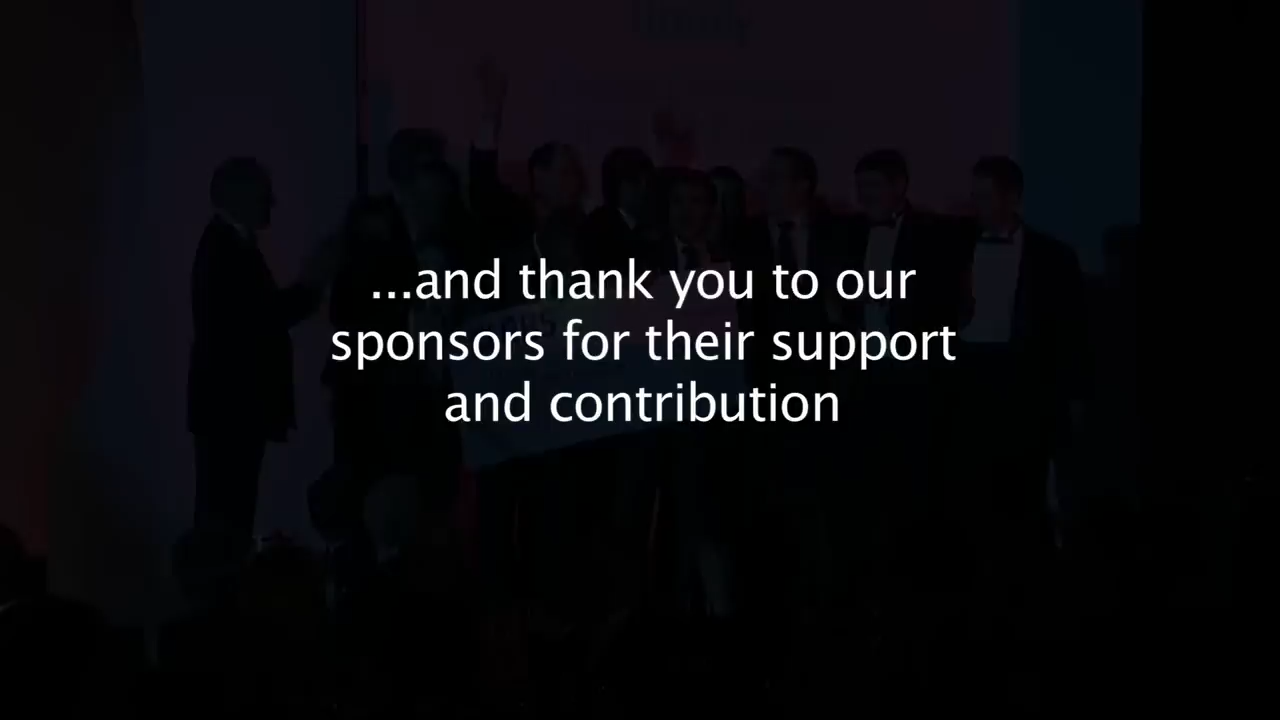 ...and thank you to our
sponsors for their support
and contribution